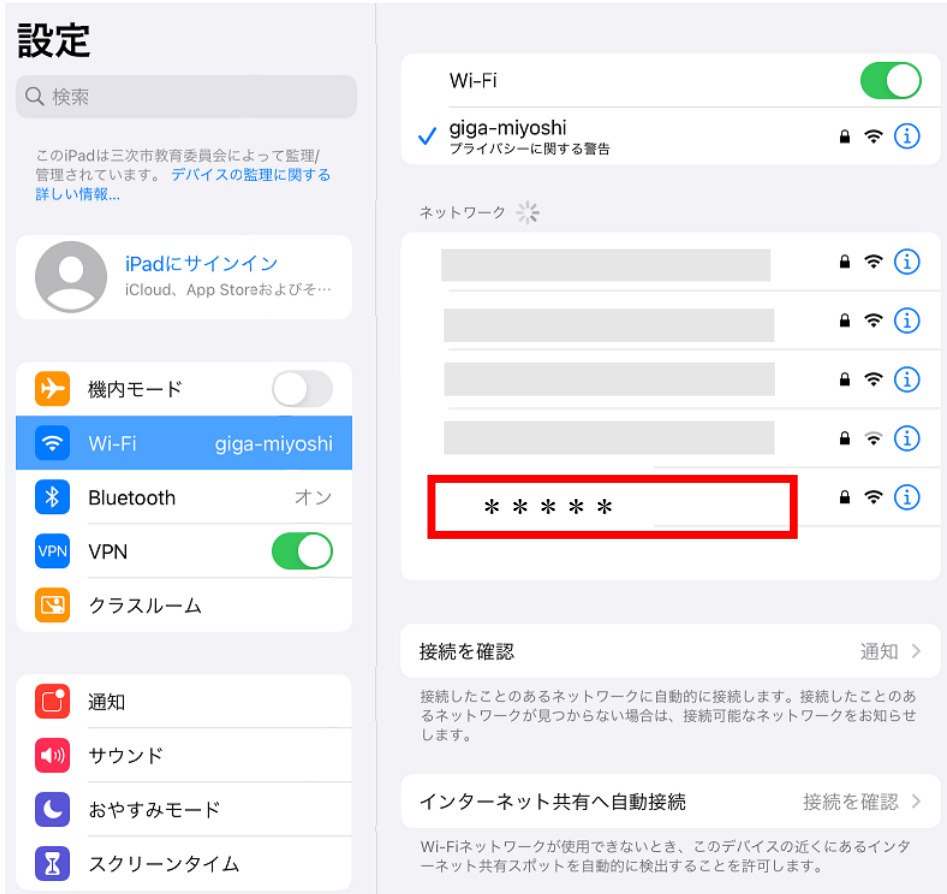 設定
検索
このiPadは三次市教育委員会によって監理/
管理されています。 デバイスの監理に関する
詳しい情報...
iPadにサインイン
iCloud、App Storeおよびそ…
機内モード
Wi-Fi giga-miyoshi
Bluetooth オン
VPN VPN
クラスルーム
通知
サウンド
おやすみモード
スクリーンタイム
Wi-Fi
giga-miyoshi
プライバシーに関する警告
ネットワーク
＊＊＊＊＊
接続を確認 通知
接続したことのあるネットワークに自動的に接続します。接続したことのあ
るネットワークが見つからない場合は、接続可能なネットワークをお知らせ
します。
インターネット共有へ自動接続 接続を確認
Wi-Fiネットワークが使用できないとき、このデバイスの近くにあるインタ
ーネット共有スポットを自動的に検出することを許可します。